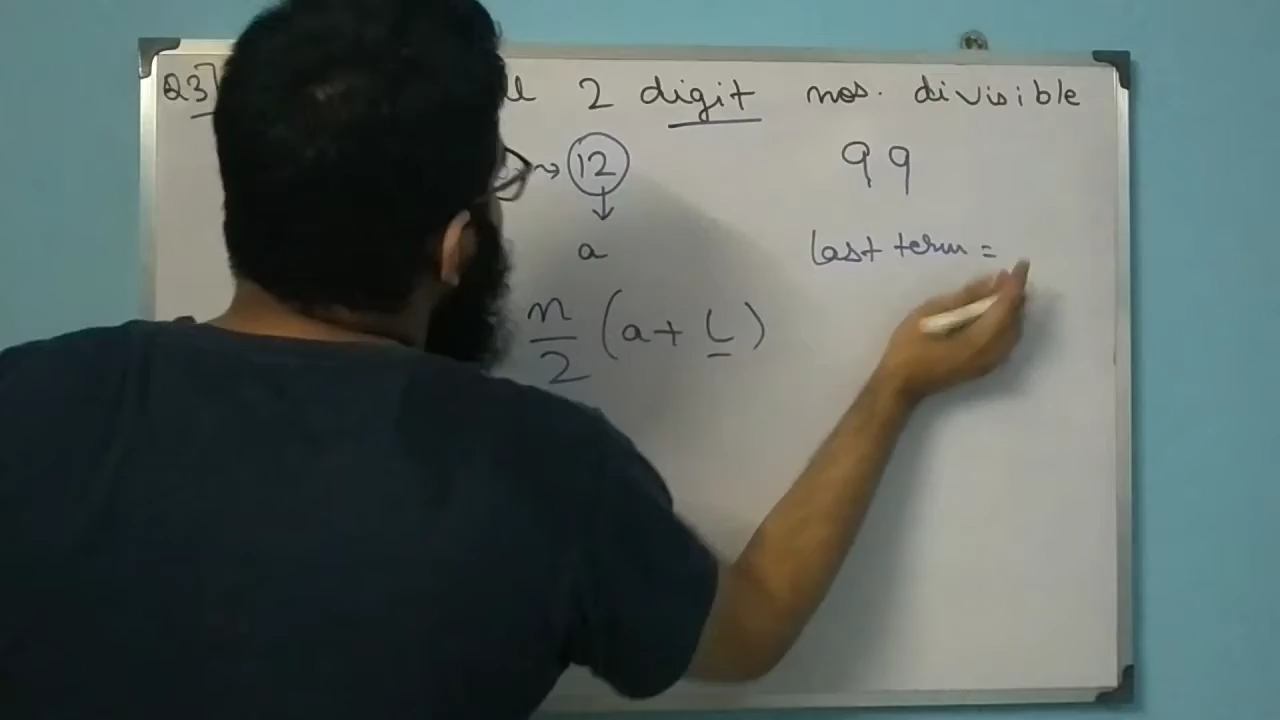 Q3] 2 digit nos. divisible
12 99
a last term =
n/2 (a + L)